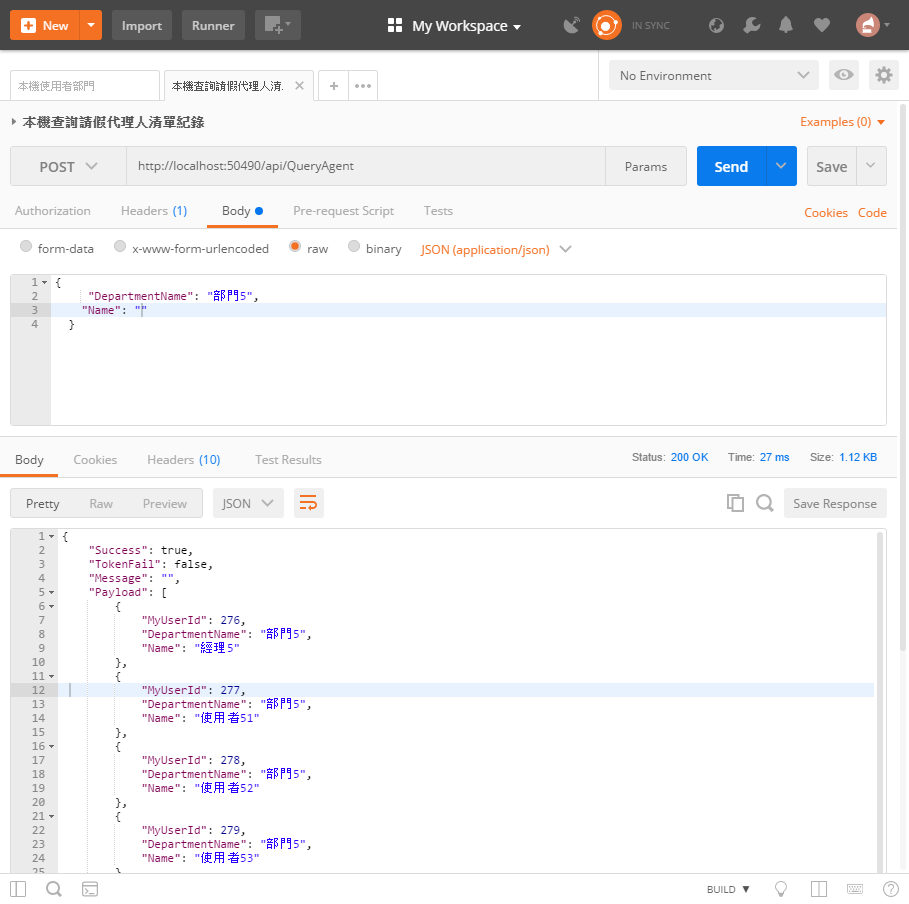 New Import Runner My Workspace IN SYNC
本機使用者部門 本機查詢請假代理人清. No Environment
本機查詢請假代理人清單紀錄 Examples (0)
POST http://localhost:50490/api/QueryAgent Params Send Save
Authorization Headers (1) Body Pre-request Script Tests Cookies Code
form-data x-www-form-urlencoded raw binary JSON (application/json)
1 {
2 "DepartmentName": "部門5",
3 "Name": ""
4 }
Body Cookies Headers (10) Test Results Status: 200 OK Time: 27 ms Size: 1.12 KB
Pretty Raw Preview JSON Save Response
1 {
2 "Success": true,
3 "TokenFail": false,
4 "Message": "",
5 "Payload": [
6 {
7 "MyUserId": 276,
8 "DepartmentName": "部門5",
9 "Name": "經理5"
10 },
11 {
12 "MyUserId": 277,
13 "DepartmentName": "部門5",
14 "Name": "使用者51"
15 },
16 {
17 "MyUserId": 278,
18 "DepartmentName": "部門5",
19 "Name": "使用者52"
20 },
21 {
22 "MyUserId": 279,
23 "DepartmentName": "部門5",
24 "Name": "使用者53"
25 }
BUILD